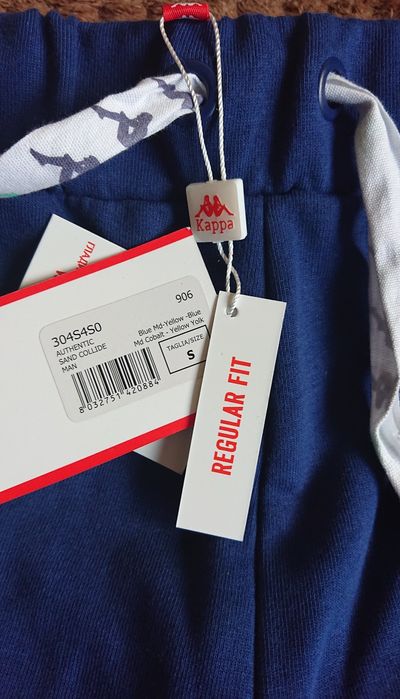 Kappa
304S4S0
906
AUTHENTIC
SAND COLLIDE
MAN
Blue Md-Yellow -Blue
Md Cobalt - Yellow Yolk
TAGLIA/SIZE
S
8 032751 420884
REGULAR FIT